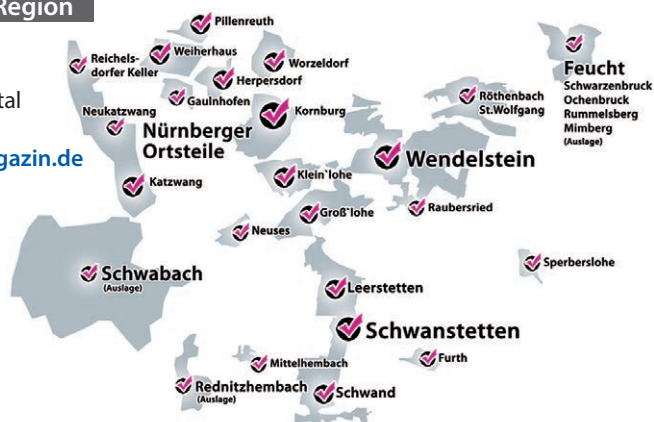 Region
tal
gazin.de
Pillenreuth
Weiherhaus
Reichels-
dorfer Keller
Worzeldorf
Herpersdorf
Gaulnhofen
Neukatzwang
Kornburg
Nürnberger
Ortsteile
Katzwang
Feucht
Schwarzenbruck
Ochenbruck
Rummelsberg
Mimberg
(Auslage)
Röthenbach
St.Wolfgang
Wendelstein
Klein`lohe
Groß`lohe
Raubersried
Neuses
Schwabach
(Auslage)
Sperberslohe
Leerstetten
Schwanstetten
Mittelhembach
Furth
Rednitzhembach
(Auslage)
Schwand